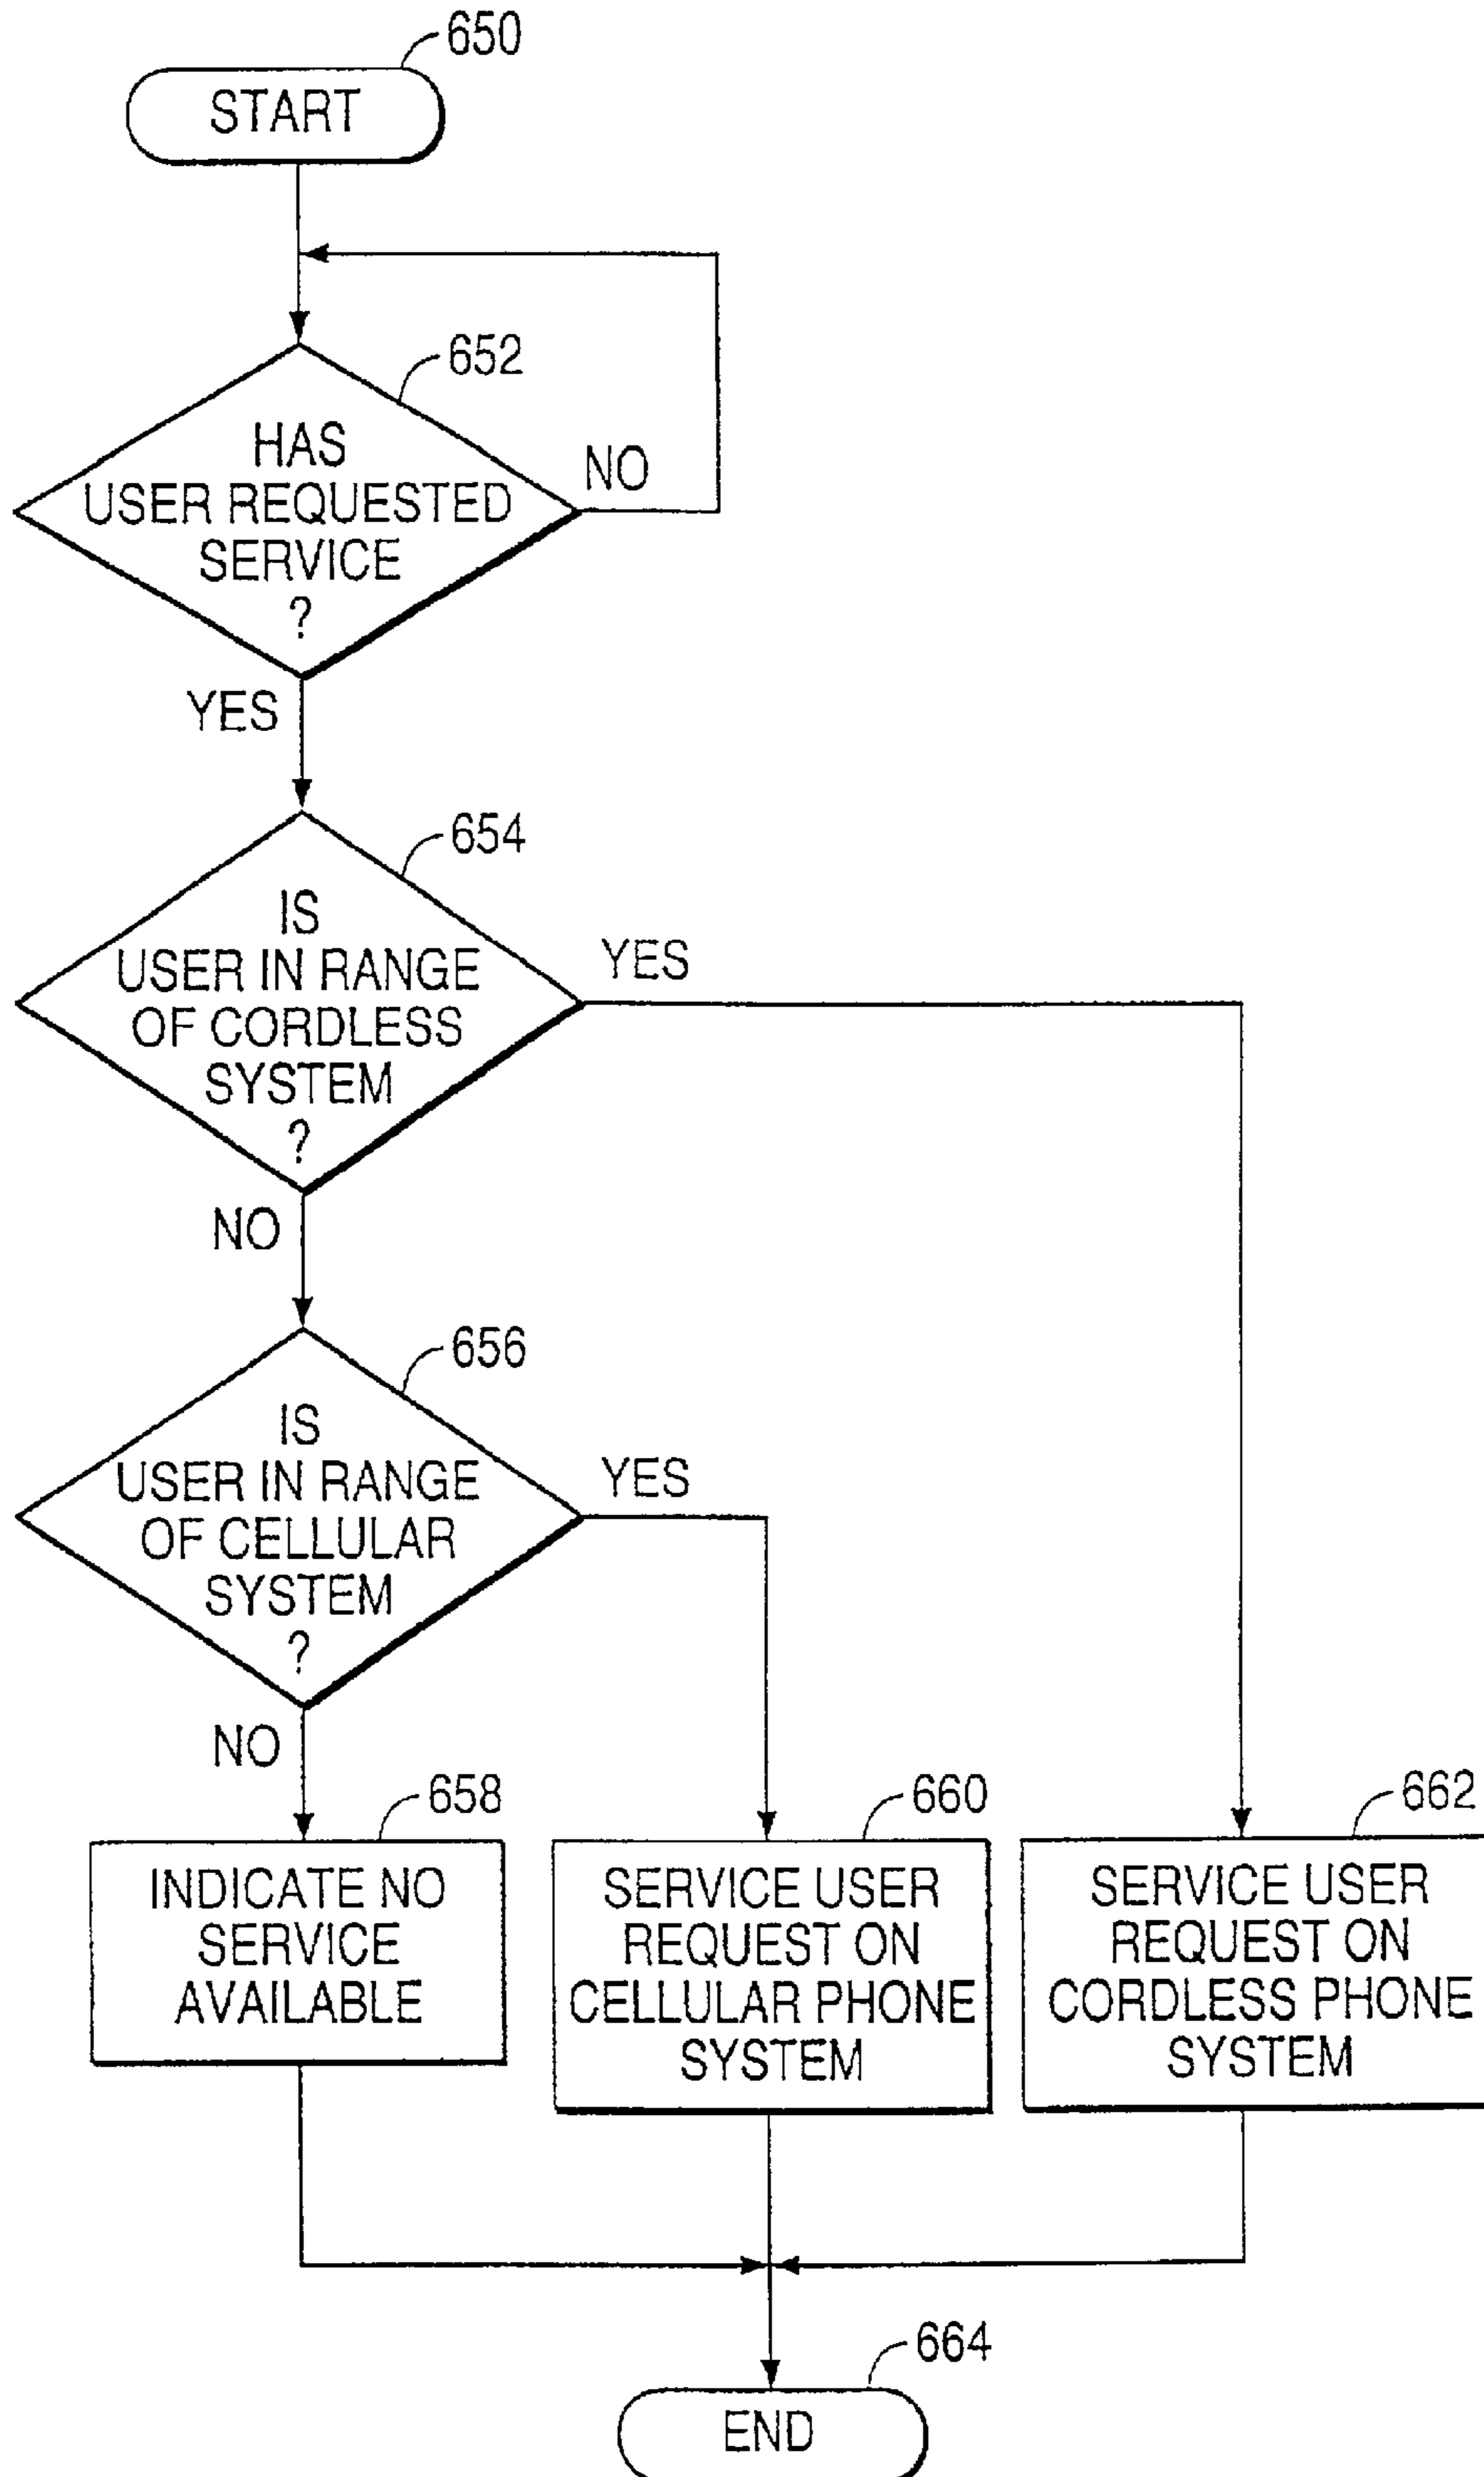 650
START
652
HAS
USER REQUESTED
SERVICE
?
NO
YES
654
IS
USER IN RANGE
OF CORDLESS
SYSTEM
?
YES
NO
656
IS
USER IN RANGE
OF CELLULAR
SYSTEM
?
YES
NO
658
INDICATE NO
SERVICE
AVAILABLE
660
SERVICE USER
REQUEST ON
CELLULAR PHONE
SYSTEM
662
SERVICE USER
REQUEST ON
CORDLESS PHONE
SYSTEM
664
END